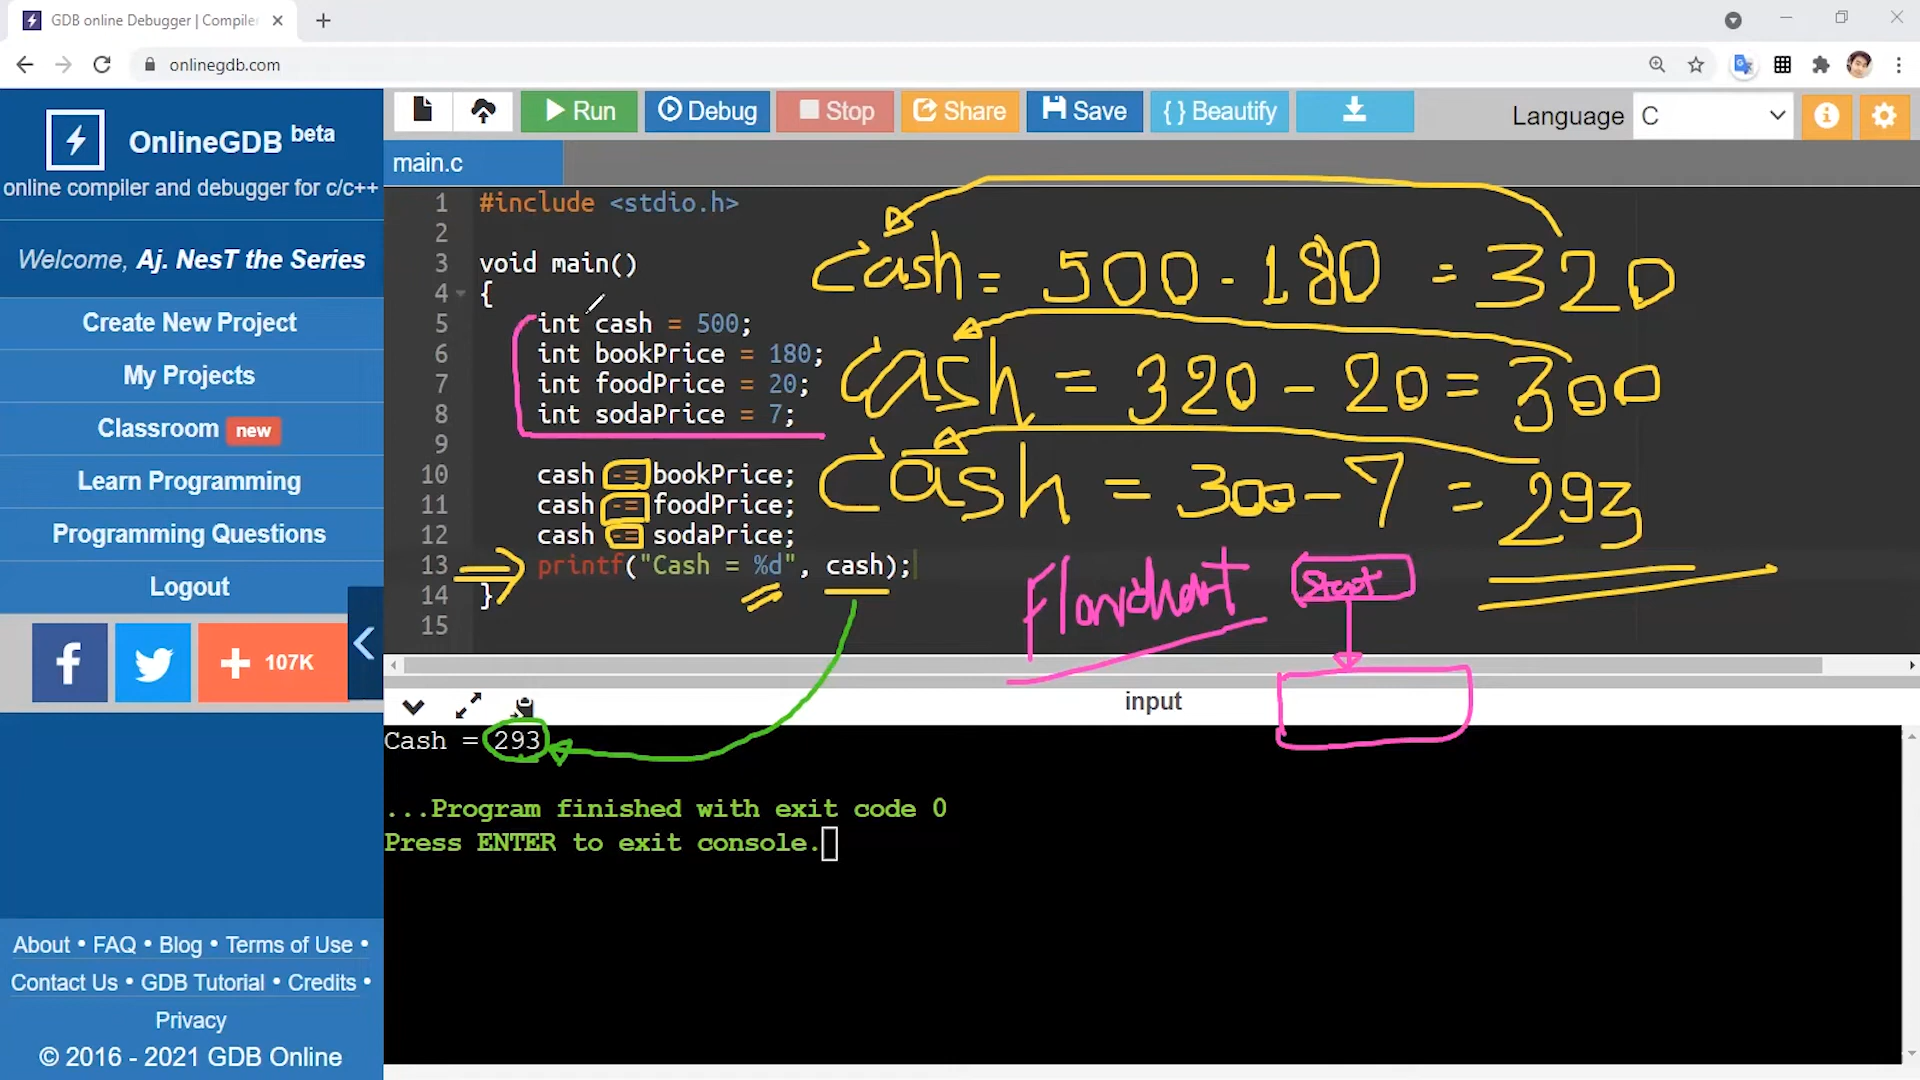 GDB online Debugger | Compiler
onlinegdb.com
OnlineGDB beta
online compiler and debugger for c/c++
Welcome, Aj. NesT the Series
Create New Project
My Projects
Classroom new
Learn Programming
Programming Questions
Logout
f + 107K
About • FAQ • Blog • Terms of Use •
Contact Us • GDB Tutorial • Credits •
Privacy
© 2016 - 2021 GDB Online
Run Debug Stop Share Save {} Beautify Language C
main.c
1 #include <stdio.h>
2
3 void main()
4 {
5 int cash = 500;
6 int bookPrice = 180;
7 int foodPrice = 20;
8 int sodaPrice = 7;
9
10 cash -= bookPrice;
11 cash -= foodPrice;
12 cash -= sodaPrice;
13 printf("Cash = %d", cash);
14 }
15
Cash = 500 - 180 = 320
Cash = 320 - 20 = 300
Cash = 300 - 7 = 293
Flowchart Start
input
Cash = 293
...Program finished with exit code 0
Press ENTER to exit console.